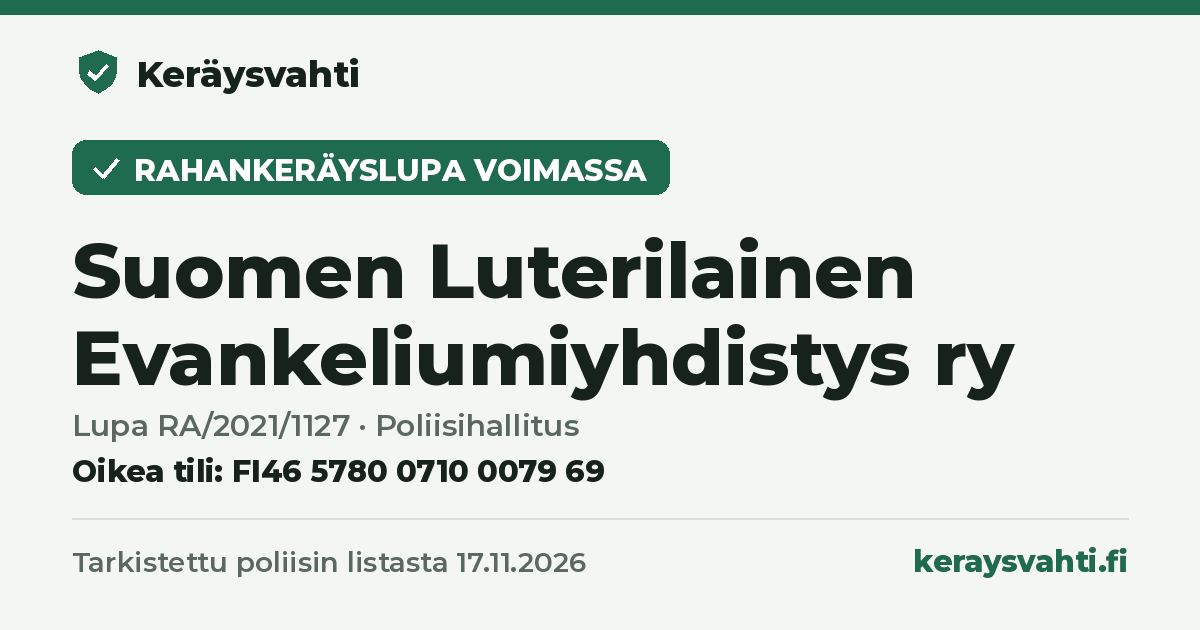 Keräysvahti
RAHANKERÄYSLUPA VOIMASSA
Suomen Luterilainen
Evankeliumiyhdistys ry
Lupa RA/2021/1127 · Poliisihallitus
Oikea tili: FI46 5780 0710 0079 69
Tarkistettu poliisin listasta 17.11.2026
keraysvahti.fi